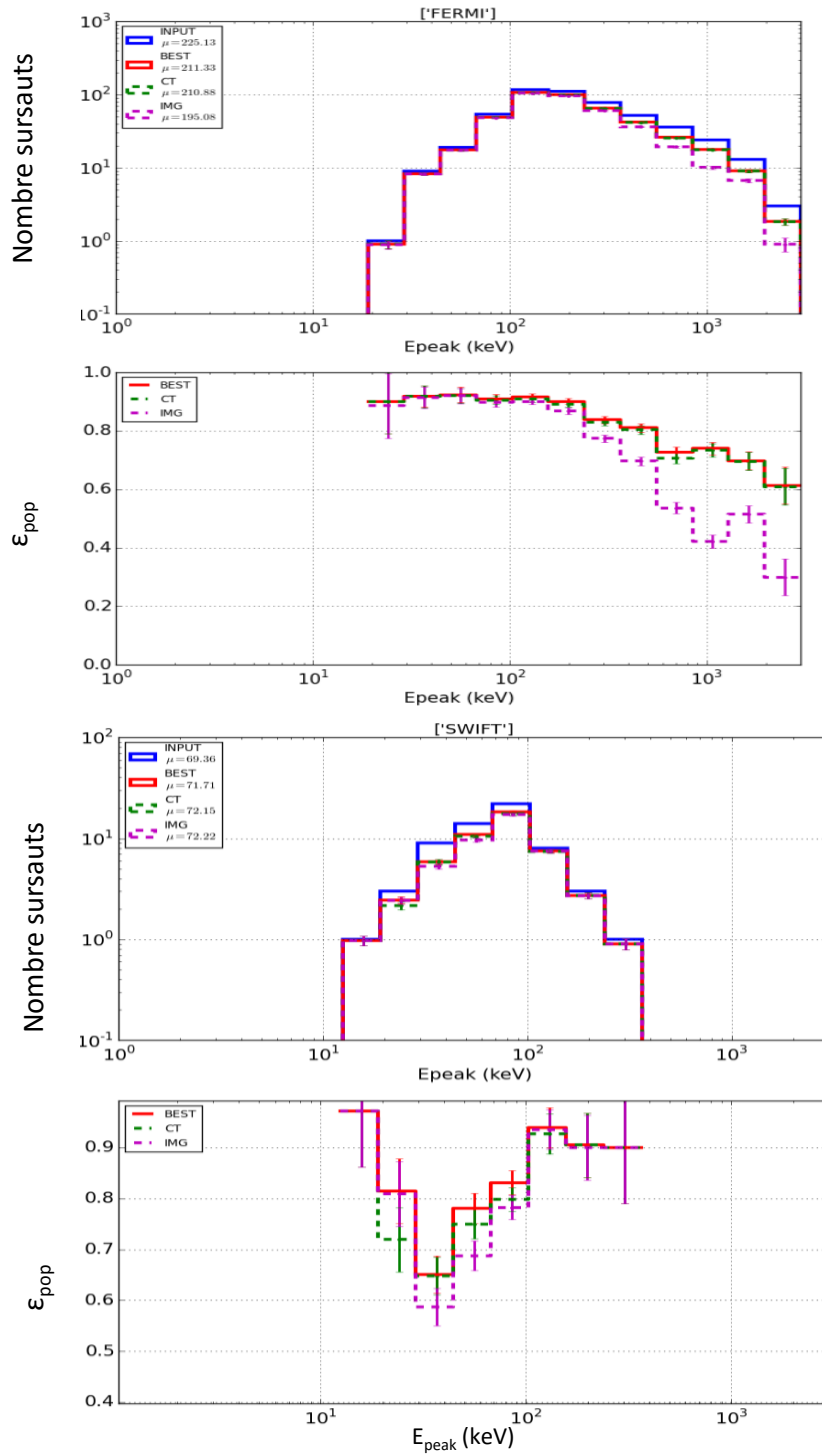 ['FERMI']
INPUT
μ=225.13
BEST
μ=211.33
CT
μ=210.88
IMG
μ=195.08
Nombre sursauts
10³
10²
10¹
10⁰
10⁻¹
10⁰ 10¹ 10² 10³
Epeak (keV)
BEST
CT
IMG
εpop
1.0
0.8
0.6
0.4
0.2
0.0
10⁰ 10¹ 10² 10³
Epeak (keV)
['SWIFT']
INPUT
μ=69.36
BEST
μ=71.71
CT
μ=72.15
IMG
μ=72.22
Nombre sursauts
10²
10¹
10⁰
10⁻¹
10⁰ 10¹ 10² 10³
Epeak (keV)
BEST
CT
IMG
εpop
0.9
0.8
0.7
0.6
0.5
0.4
10¹ 10² 10³
Epeak (keV)